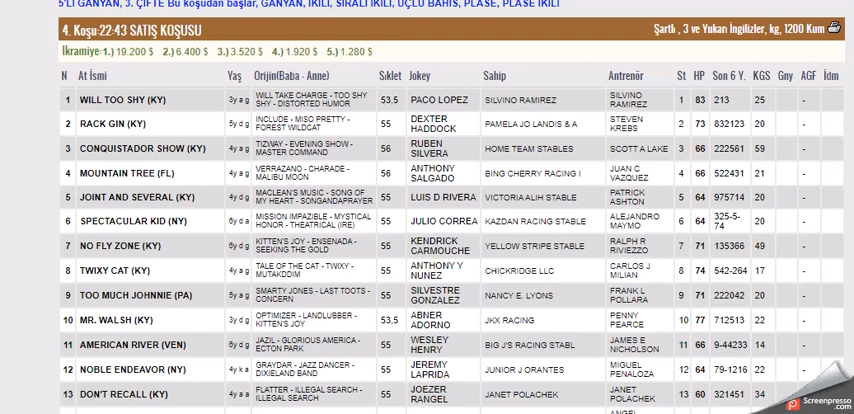 5'Lİ GANYAN, 3. ÇİFTE Bu koşudan başlar, GANYAN, İKİLİ, SIRALI İKİLİ, ÜÇLÜ BAHİS, PLASE, PLASE İKİLİ
4. Koşu-22-43 SATIŞ KOŞUSU Şartlı , 3 ve Yukarı İngilizler, kg, 1200 Kum
İkramiye: 1.) 19.200 $ 2.) 6.400 $ 3.) 3.520 $ 4.) 1.920 $ 5.) 1.280 $
N At İsmi Yaş Orijin(Baba - Anne) Sıklet Jokey Sahip Antrenör St HP Son 6 Y. KGS Gny AGF İdm
1 WILL TOO SHY (KY) 3y a g WILL TAKE CHARGE - TOO SHY SHY - DISTORTED HUMOR 53,5 PACO LOPEZ SILVINO RAMIREZ SILVINO RAMIREZ 1 83 213 25 -
2 RACK GIN (KY) 5y d g INCLUDE - MISO PRETTY - FOREST WILDCAT 55 DEXTER HADDOCK PAMELA JO LANDIS & A STEVEN KREBS 2 73 832123 20 -
3 CONQUISTADOR SHOW (KY) 4y a g TIZWAY - EVENING SHOW - MASTER COMMAND 56 RUBEN SILVERA HOME TEAM STABLES SCOTT A LAKE 3 66 222561 59 -
4 MOUNTAIN TREE (FL) 4y d g VERRAZANO - CHARADE - MALIBU MOON 56 ANTHONY SALGADO BING CHERRY RACING I JUAN C VAZQUEZ 4 66 522431 21 -
5 JOINT AND SEVERAL (KY) 4y d g MACLEAN'S MUSIC - SONG OF MY HEART - SONGANDAPRAYER 55 LUIS D RIVERA VICTORIA ALIH STABLE PATRICK ASHTON 5 64 975714 20 -
6 SPECTACULAR KID (NY) 6y d a MISSION IMPAZIBLE - MYSTICAL HONOR - THEATRICAL (IRE) 55 JULIO CORREA KAZDAN RACING STABLE ALEJANDRO MAYMO 6 64 325-5-74 20 -
7 NO FLY ZONE (KY) 6y d g KITTEN'S JOY - ENSENADA - SEEKING THE GOLD 55 KENDRICK CARMOUCHE YELLOW STRIPE STABLE RALPH R RIVIEZZO 7 71 135366 49 -
8 TWIXY CAT (KY) 4y a g TALE OF THE CAT - TWIXY - MUTAKDDIM 55 ANTHONY Y NUNEZ CHICKRIDGE LLC CARLOS J MILIAN 8 74 542-264 17 -
9 TOO MUCH JOHNNIE (PA) 5y a g SMARTY JONES - LAST TOOTS - CONCERN 55 SILVESTRE GONZALEZ NANCY E. LYONS FRANK L POLLARA 9 71 222042 20 -
10 MR. WALSH (KY) 3y d g OPTIMIZER - LANDLUBBER - KITTEN'S JOY 53,5 ABNER ADORNO JKX RACING PENNY PEARCE 10 77 712513 22 -
11 AMERICAN RIVER (VEN) 6y d g JAZIL - GLORIOUS AMERICA - ECTON PARK 55 WESLEY HENRY BIG J'S RACING STABL JAMES E NICHOLSON 11 66 9-44233 14 -
12 NOBLE ENDEAVOR (NY) 4y k a GRAYDAR - JAZZ DANCER - DIXIELAND BAND 55 JEREMY LAPRIDA JUNIOR J ORANTES MIGUEL PENALOZA 12 64 79-1216 22 -
13 DON'T RECALL (KY) 4y a a FLATTER - ILLEGAL SEARCH - ILLEGAL SEARCH 55 JOEZER RANGEL JANET POLACHEK JANET POLACHEK 13 60 321451 34 -
Screenpresso
.com